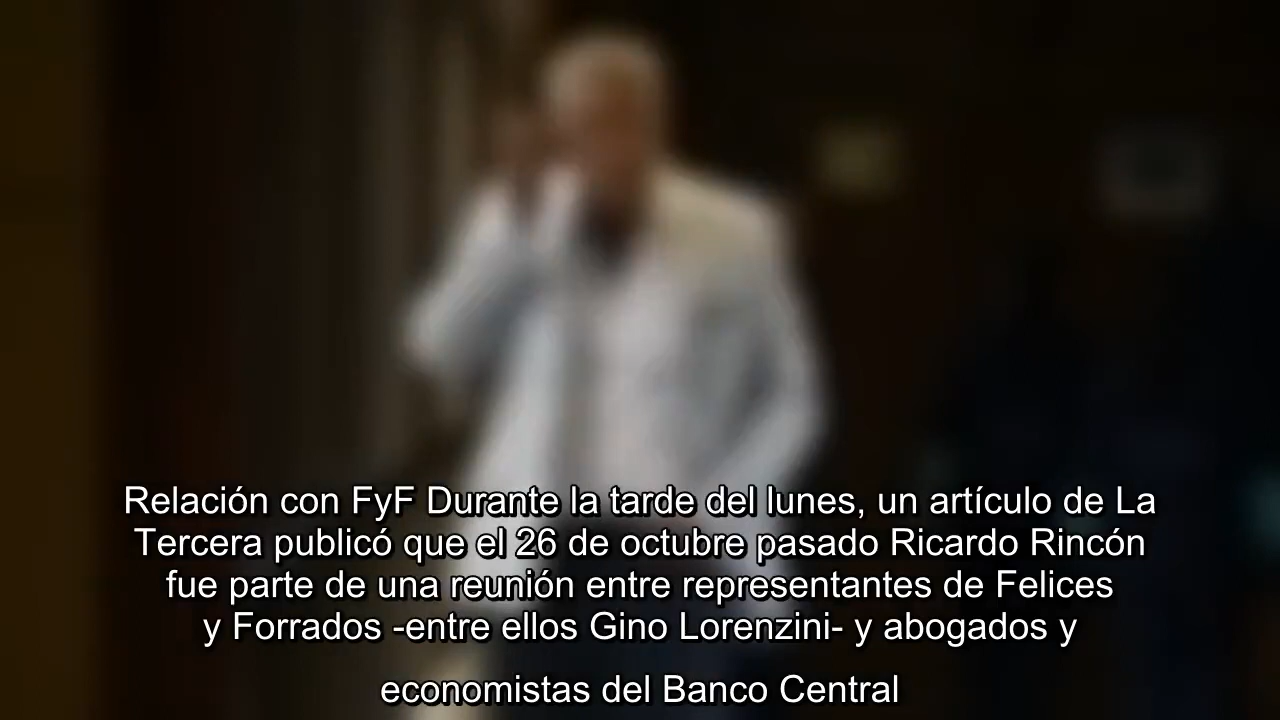 Relación con FyF Durante la tarde del lunes, un artículo de La
Tercera publicó que el 26 de octubre pasado Ricardo Rincón
fue parte de una reunión entre representantes de Felices
y Forrados -entre ellos Gino Lorenzini- y abogados y
economistas del Banco Central